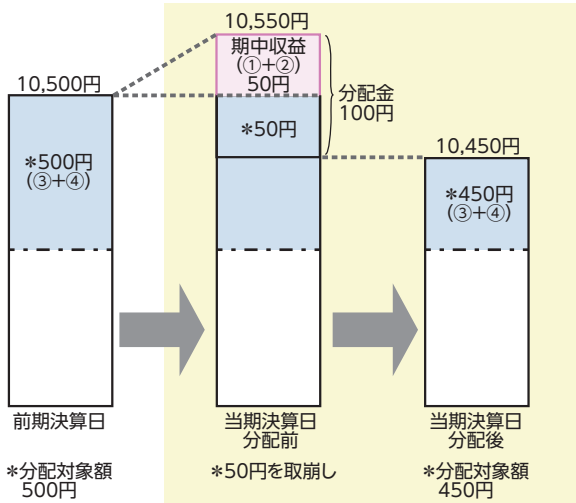 10,500円
*500円
(③+④)
前期決算日
*分配対象額
500円
10,550円
期中収益
(①+②)
50円
*50円
分配金
100円
当期決算日
分配前
*50円を取崩し
10,450円
*450円
(③+④)
当期決算日
分配後
*分配対象額
450円